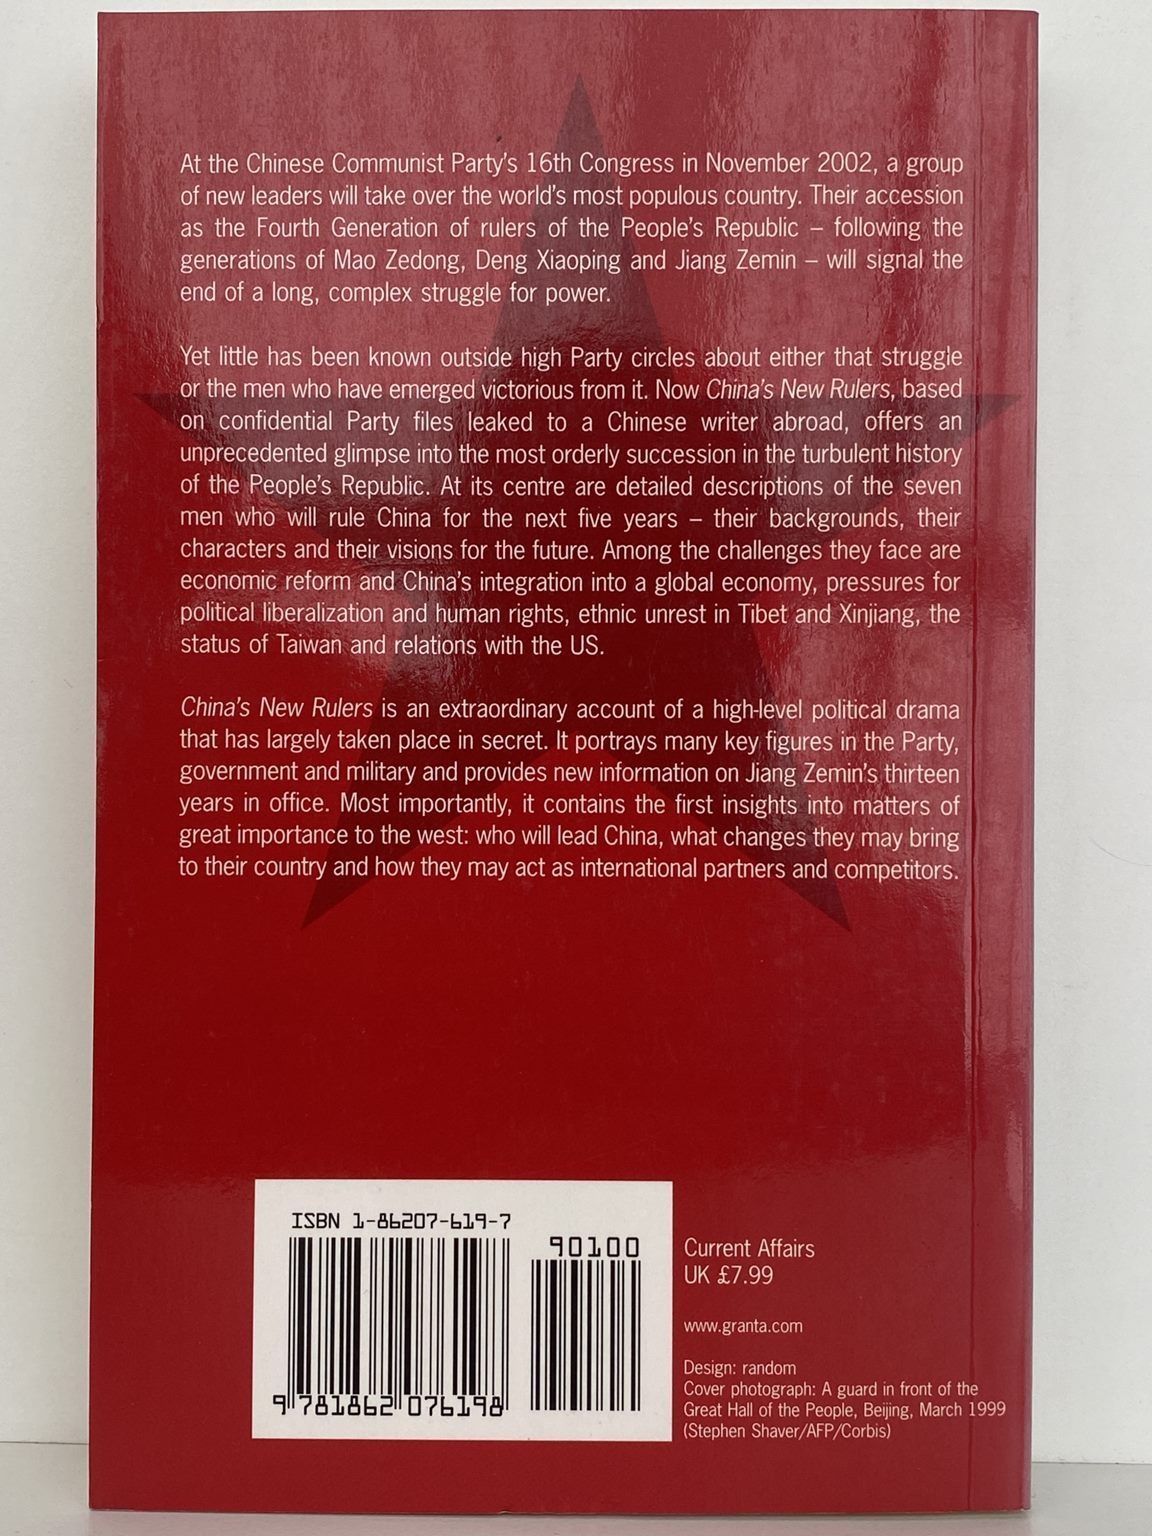 At the Chinese Communist Party's 16th Congress in November 2002, a group
of new leaders will take over the world's most populous country. Their accession
as the Fourth Generation of rulers of the People's Republic – following the
generations of Mao Zedong, Deng Xiaoping and Jiang Zemin – will signal the
end of a long, complex struggle for power.
Yet little has been known outside high Party circles about either that struggle
or the men who have emerged victorious from it. Now China's New Rulers, based
on confidential Party files leaked to a Chinese writer abroad, offers an
unprecedented glimpse into the most orderly succession in the turbulent history
of the People's Republic. At its centre are detailed descriptions of the seven
men who will rule China for the next five years – their backgrounds, their
characters and their visions for the future. Among the challenges they face are
economic reform and China's integration into a global economy, pressures for
political liberalization and human rights, ethnic unrest in Tibet and Xinjiang, the
status of Taiwan and relations with the US.
China's New Rulers is an extraordinary account of a high-level political drama
that has largely taken place in secret. It portrays many key figures in the Party,
government and military and provides new information on Jiang Zemin's thirteen
years in office. Most importantly, it contains the first insights into matters of
great importance to the west: who will lead China, what changes they may bring
to their country and how they may act as international partners and competitors.
ISBN 1-86207-619-7
90100
9 781862 076198
Current Affairs
UK £7.99
www.granta.com
Design: random
Cover photograph: A guard in front of the
Great Hall of the People, Beijing, March 1999
(Stephen Shaver/AFP/Corbis)